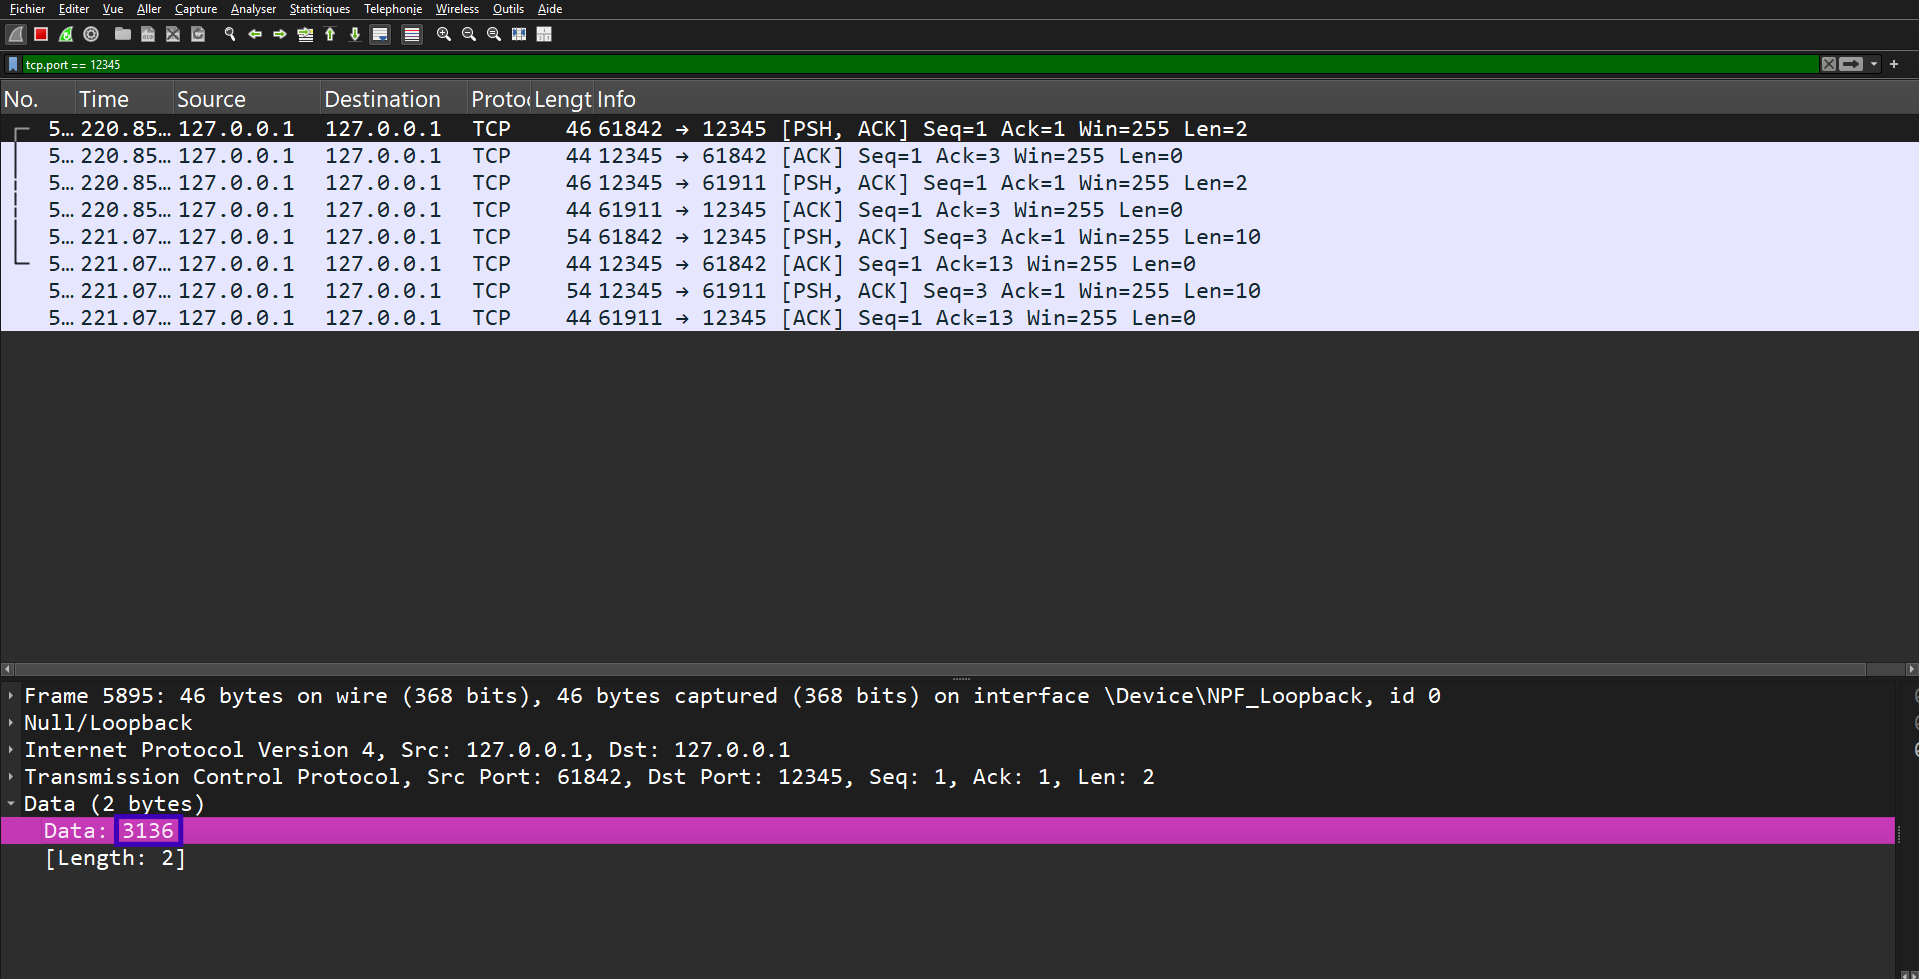 Fichier Editer Vue Aller Capture Analyser Statistiques Telephonie Wireless Outils Aide
tcp.port == 12345
No. Time Source Destination Protoc Lengt Info
5… 220.85… 127.0.0.1 127.0.0.1 TCP 46 61842 → 12345 [PSH, ACK] Seq=1 Ack=1 Win=255 Len=2
5… 220.85… 127.0.0.1 127.0.0.1 TCP 44 12345 → 61842 [ACK] Seq=1 Ack=3 Win=255 Len=0
5… 220.85… 127.0.0.1 127.0.0.1 TCP 46 12345 → 61911 [PSH, ACK] Seq=1 Ack=1 Win=255 Len=2
5… 220.85… 127.0.0.1 127.0.0.1 TCP 44 61911 → 12345 [ACK] Seq=1 Ack=3 Win=255 Len=0
5… 221.07… 127.0.0.1 127.0.0.1 TCP 54 61842 → 12345 [PSH, ACK] Seq=3 Ack=1 Win=255 Len=10
5… 221.07… 127.0.0.1 127.0.0.1 TCP 44 12345 → 61842 [ACK] Seq=1 Ack=13 Win=255 Len=0
5… 221.07… 127.0.0.1 127.0.0.1 TCP 54 12345 → 61911 [PSH, ACK] Seq=3 Ack=1 Win=255 Len=10
5… 221.07… 127.0.0.1 127.0.0.1 TCP 44 61911 → 12345 [ACK] Seq=1 Ack=13 Win=255 Len=0
Frame 5895: 46 bytes on wire (368 bits), 46 bytes captured (368 bits) on interface \Device\NPF_Loopback, id 0
Null/Loopback
Internet Protocol Version 4, Src: 127.0.0.1, Dst: 127.0.0.1
Transmission Control Protocol, Src Port: 61842, Dst Port: 12345, Seq: 1, Ack: 1, Len: 2
Data (2 bytes)
Data: 3136
[Length: 2]